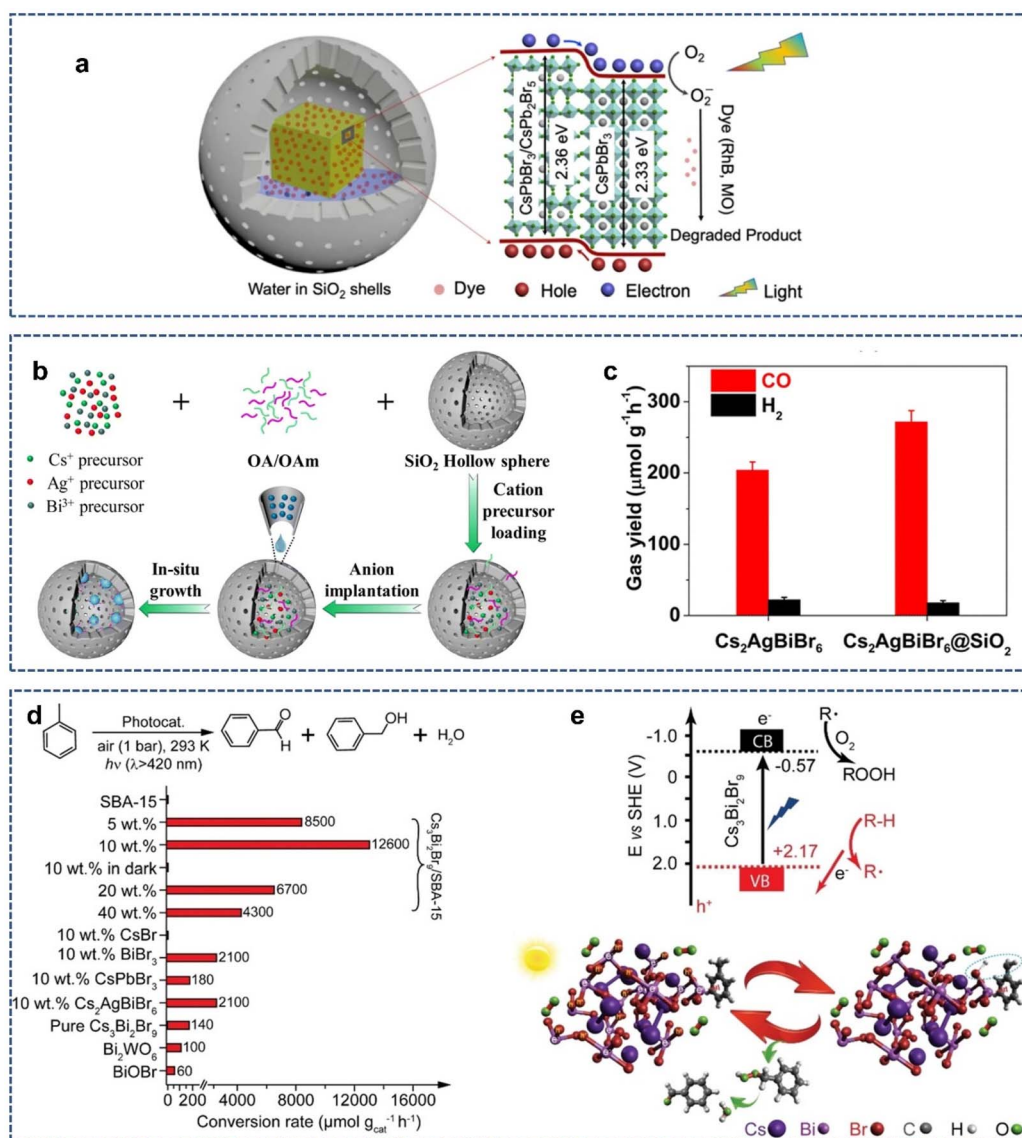 a
CsPbBr₃/CsPb₂Br₅
2.36 eV
CsPbBr₃
2.33 eV
O₂
O₂⁻
Dye (RhB, MO)
Degraded Product
Water in SiO₂ shells
Dye
Hole
Electron
Light
b
Cs⁺ precursor
Ag⁺ precursor
Bi³⁺ precursor
+
OA/OAm
+
SiO₂ Hollow sphere
Cation
precursor
loading
Anion
implantation
In-situ
growth
c
CO
H₂
Gas yield (μmol g⁻¹h⁻¹)
300
200
100
0
Cs₂AgBiBr₆
Cs₂AgBiBr₆@SiO₂
d
Photocat.
air (1 bar), 293 K
hν (λ>420 nm)
O
H
+
OH
+
H₂O
SBA-15
5 wt.% 8500
10 wt.% 12600
10 wt.% in dark
20 wt.% 6700
40 wt.% 4300
Cs₃Bi₂Br₉/SBA-15
10 wt.% CsBr
10 wt.% BiBr₃ 2100
10 wt.% CsPbBr₃ 180
10 wt.% Cs₂AgBiBr₆ 2100
Pure Cs₃Bi₂Br₉ 140
Bi₂WO₆ 100
BiOBr 60
0 200 4000 8000 12000 16000
Conversion rate (μmol g꜀ₐₜ⁻¹ h⁻¹)
e
E vs SHE (V)
-1.0
0
1.0
2.0
h⁺
e⁻
CB
-0.57
Cs₃Bi₂Br₉
+2.17
VB
R•
O₂
ROOH
R-H
e⁻
R•
Cs Bi Br C H O